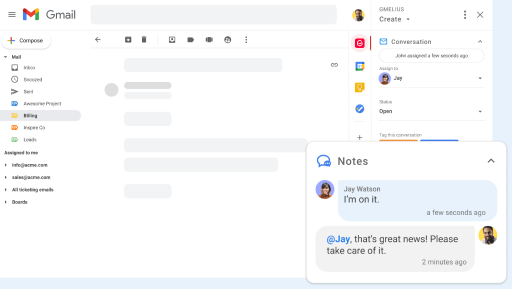 Gmail
Compose
Mail
Inbox
Snoozed
Sent
Awesome Project
Billing
Inspire Co
Leads
Assigned to me
info@acme.com
sales@acme.com
All ticketing emails
Boards
GMELIUS
Create
Conversation
John assigned a few seconds ago
Assign to
Jay
Status
Open
Tag this conversation
Notes
Jay Watson
I'm on it.
a few seconds ago
@Jay, that's great news! Please
take care of it.
2 minutes ago